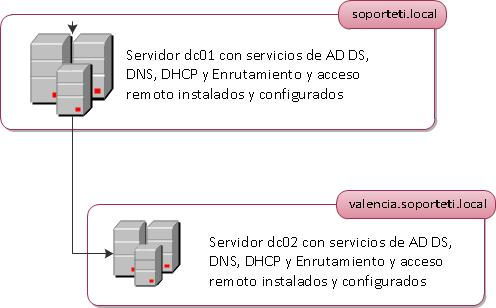 soporteti.local
Servidor dc01 con servicios de AD DS,
DNS, DHCP y Enrutamiento y acceso
remoto instalados y configurados
valencia.soporteti.local
Servidor dc02 con servicios de AD DS,
DNS, DHCP y Enrutamiento y acceso
remoto instalados y configurados